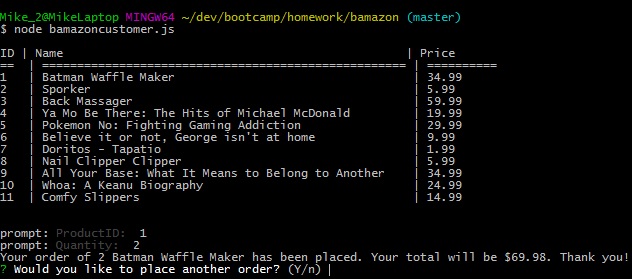 Mike_2@MikeLaptop MINGW64 ~/dev/bootcamp/homework/bamazon (master)
$ node bamazoncustomer.js
ID | Name | Price
== | ================================================== | ==========
1 | Batman Waffle Maker | 34.99
2 | Sporker | 5.99
3 | Back Massager | 59.99
4 | Ya Mo Be There: The Hits of Michael McDonald | 19.99
5 | Pokemon No: Fighting Gaming Addiction | 29.99
6 | Believe it or not, George isn't at home | 9.99
7 | Doritos - Tapatio | 1.99
8 | Nail Clipper Clipper | 5.99
9 | All Your Base: What It Means to Belong to Another | 34.99
10 | Whoa: A Keanu Biography | 24.99
11 | Comfy Slippers | 14.99
prompt: ProductID: 1
prompt: Quantity: 2
Your order of 2 Batman Waffle Maker has been placed. Your total will be $69.98. Thank you!
? Would you like to place another order? (Y/n)